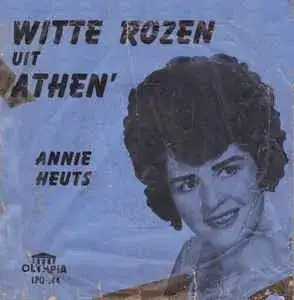 WITTE ROZEN
UIT
ATHEN'
ANNIE
HEUTS
OLYMPIA